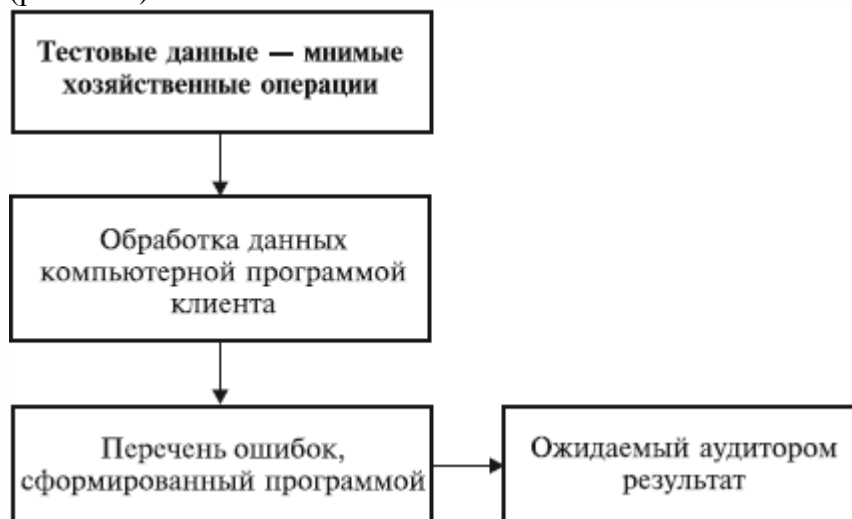 Тестовые данные — мнимые
хозяйственные операции
Обработка данных
компьютерной программой
клиента
Перечень ошибок,
сформированный программой
Ожидаемый аудитором
результат